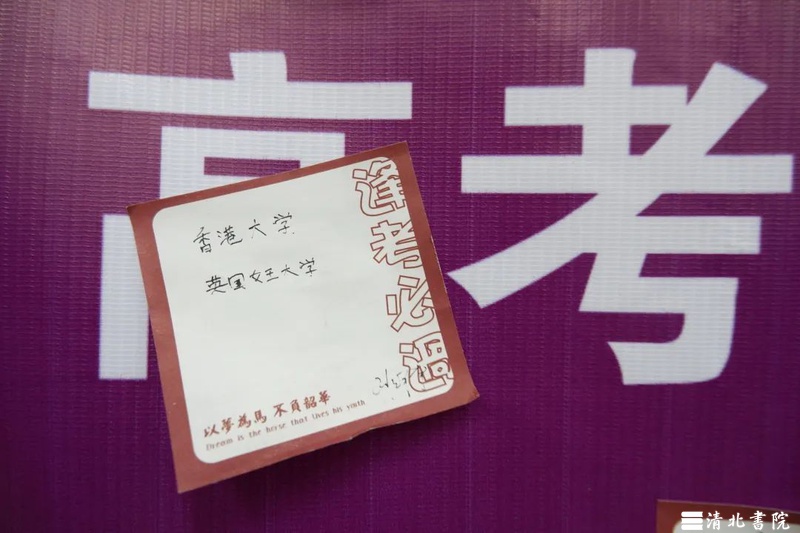 高考
香港大学
英国女王大学
逢考必过
以梦为马 不负韶华
Dream is the horse that lives his youth
清北書院